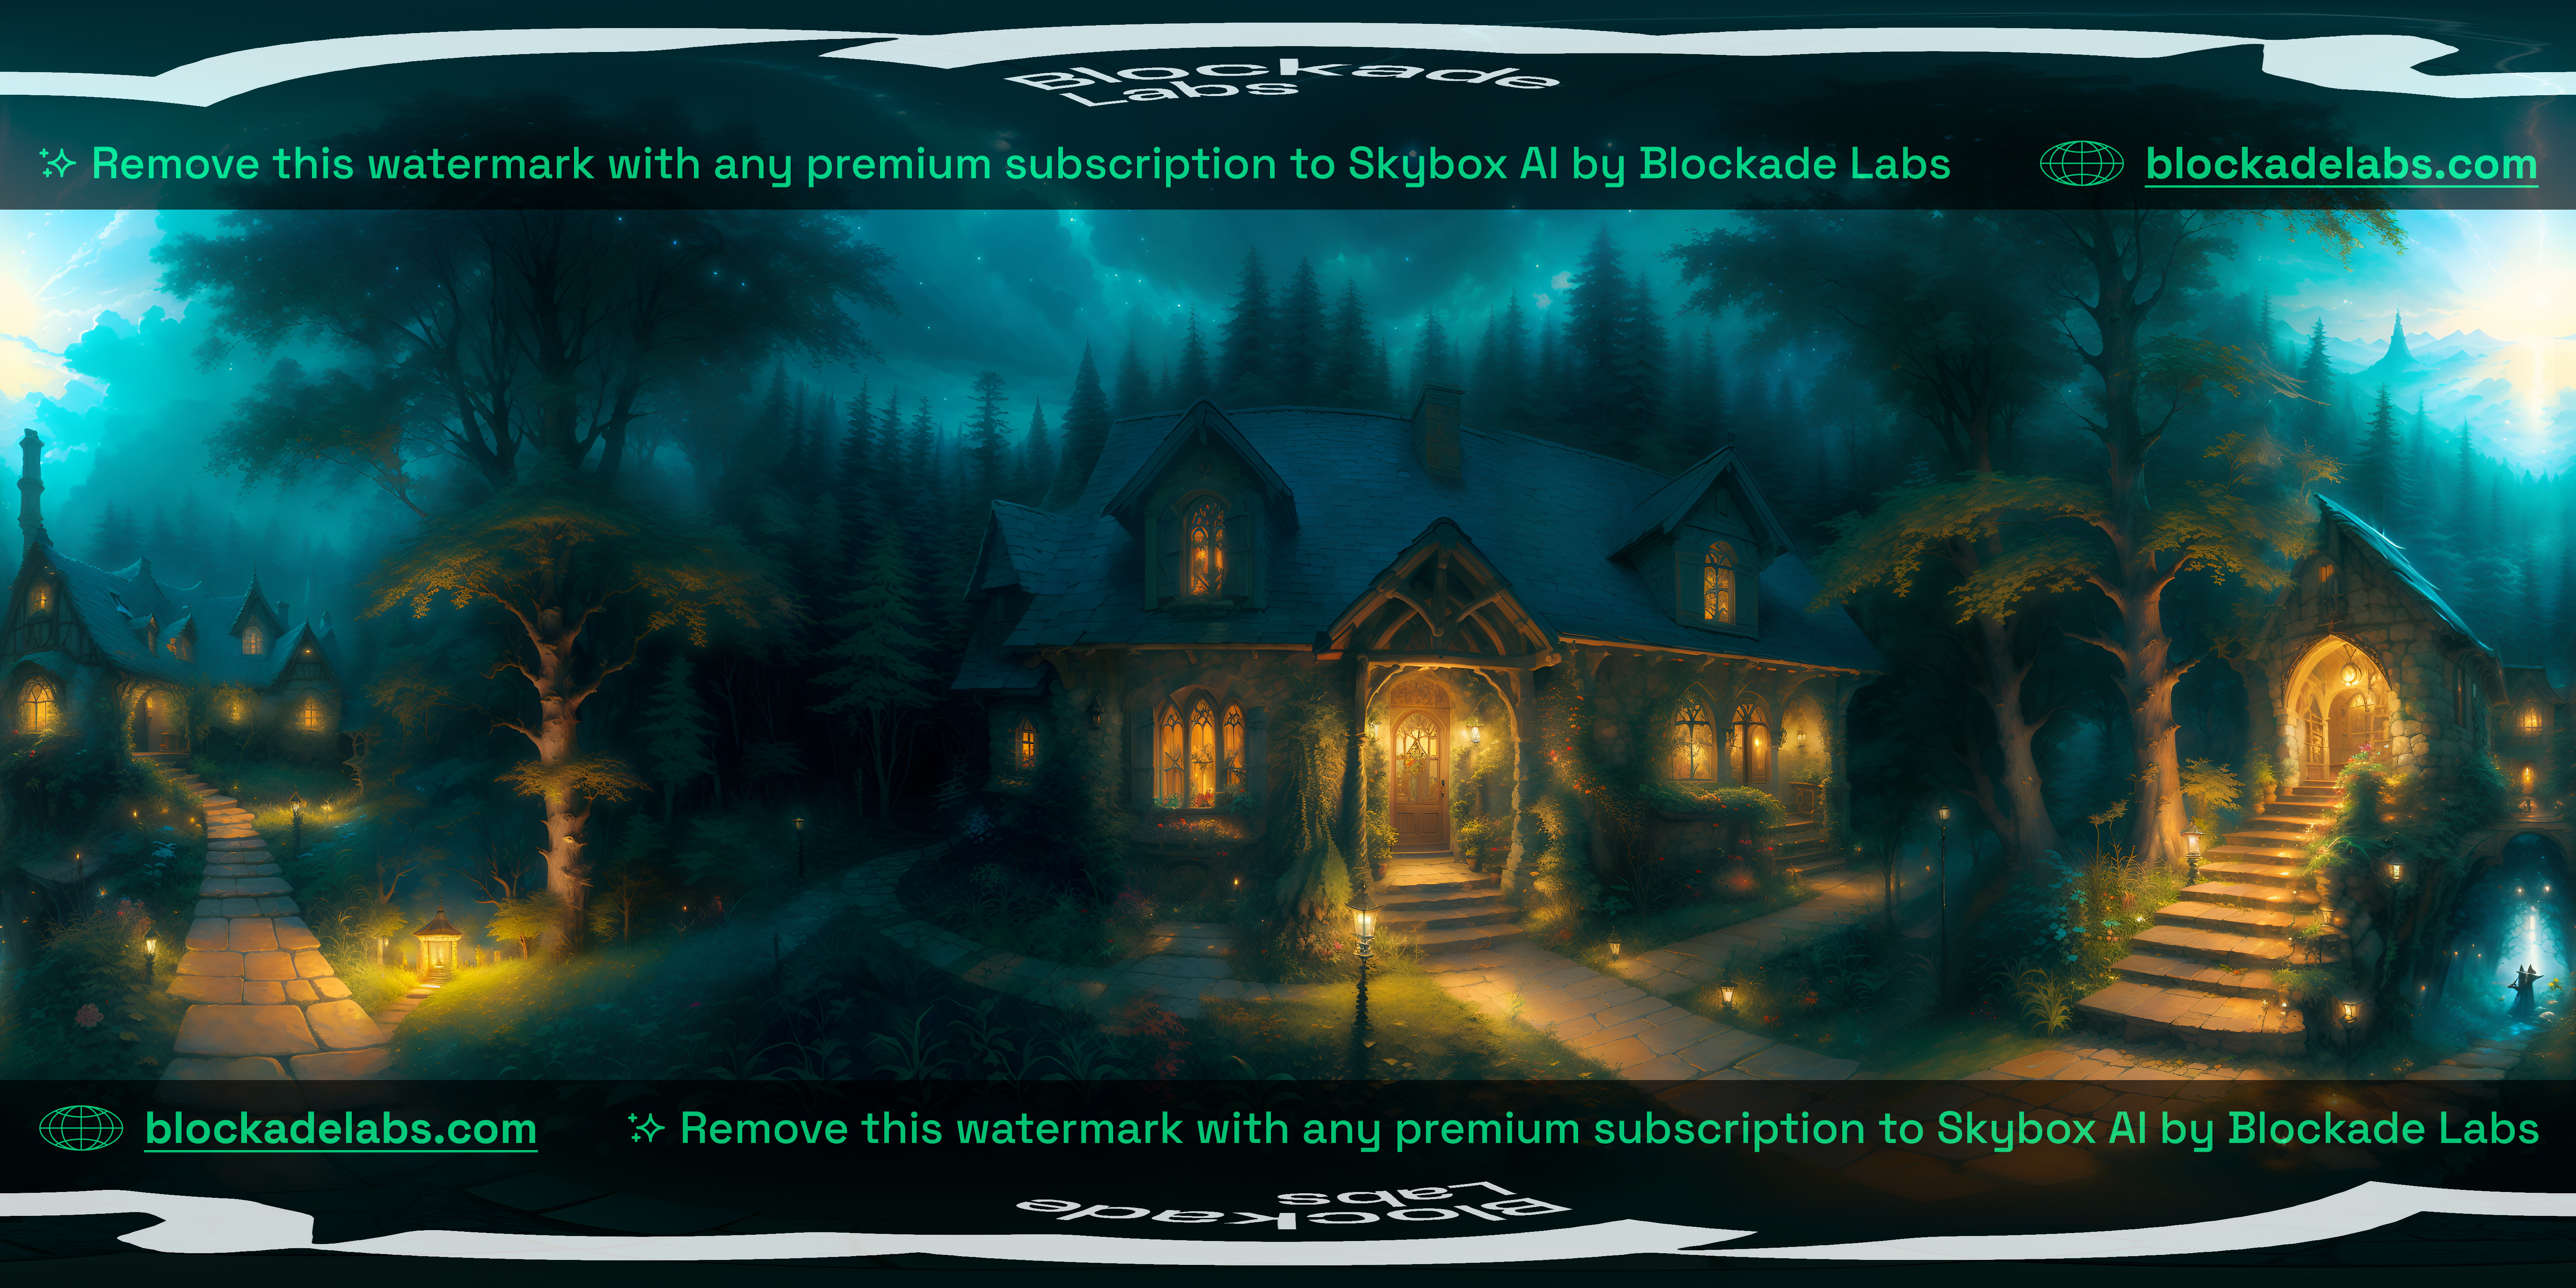 Blockade
Labs
Remove this watermark with any premium subscription to Skybox AI by Blockade Labs
blockadelabs.com
blockadelabs.com
Remove this watermark with any premium subscription to Skybox AI by Blockade Labs
Labs
Blockade